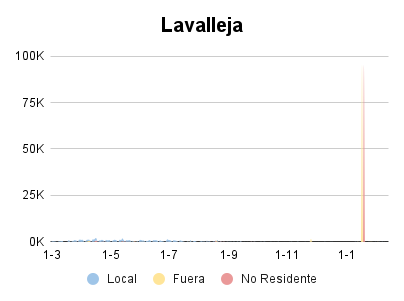 Lavalleja
100K
75K
50K
25K
0K
1-3 1-5 1-7 1-9 1-11 1-1
Local Fuera No Residente